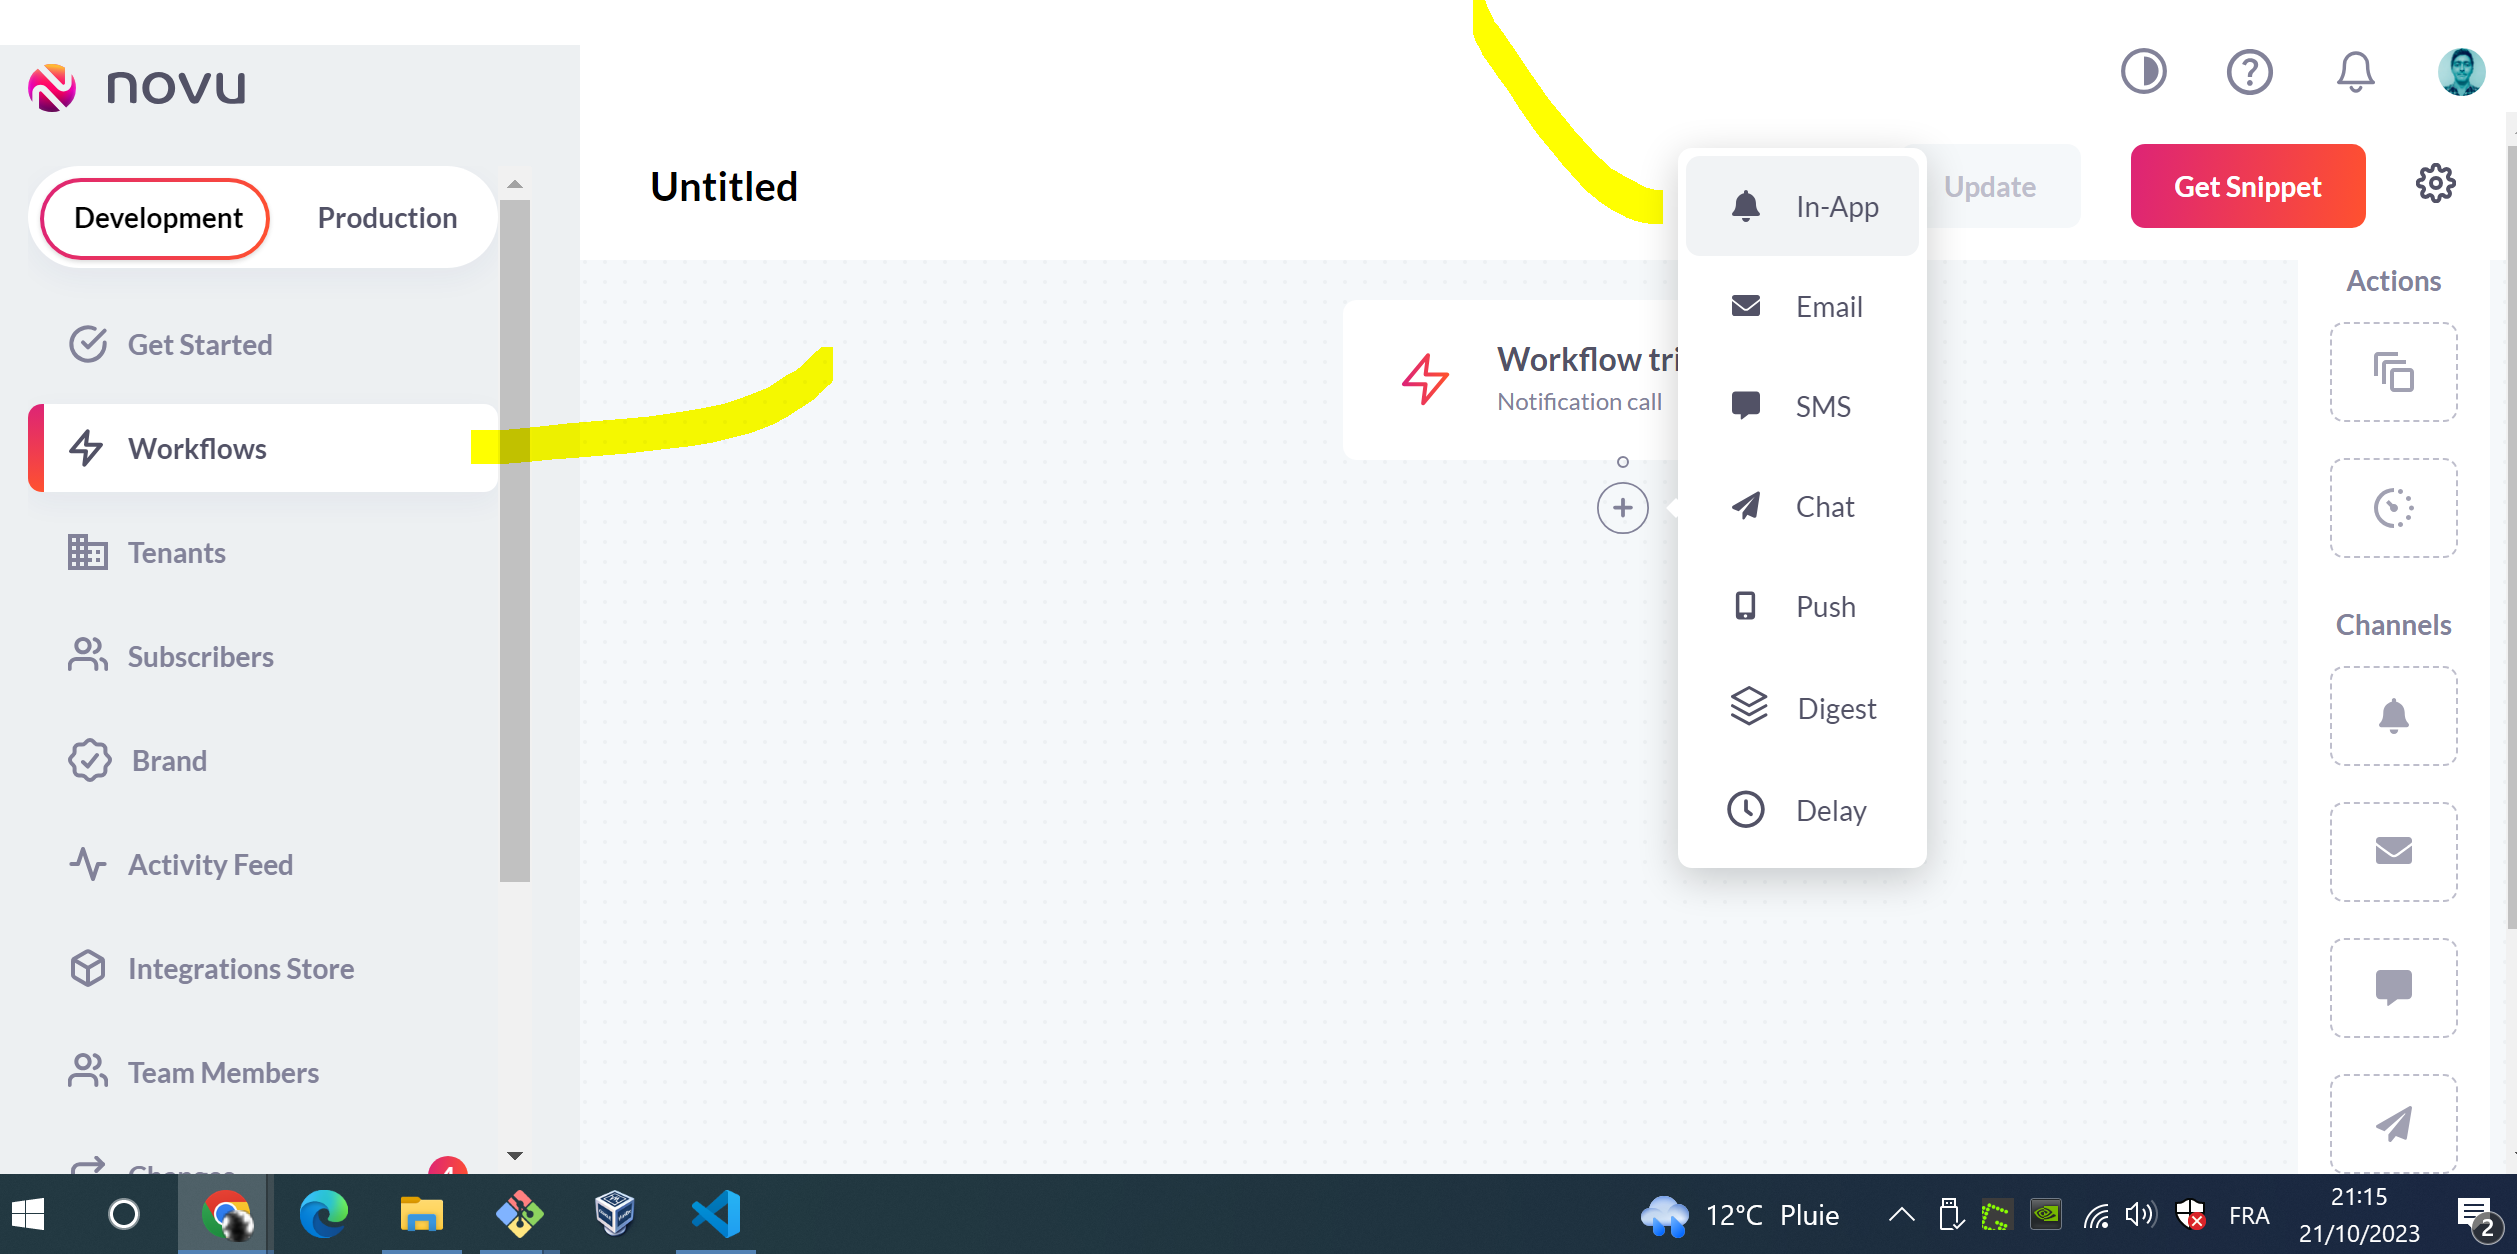 novu
Development Production
Get Started
Workflows
Tenants
Subscribers
Brand
Activity Feed
Integrations Store
Team Members
Changes
Untitled
Update
Get Snippet
Workflow tri
Notification call
In-App
Email
SMS
Chat
Push
Digest
Delay
Actions
Channels
12°C Pluie
FRA
21:15
21/10/2023
2